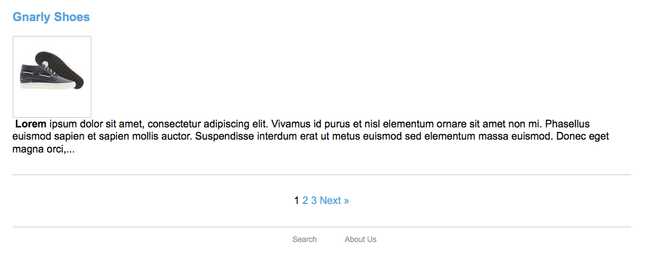 Gnarly Shoes
Lorem ipsum dolor sit amet, consectetur adipiscing elit. Vivamus id purus et nisl elementum ornare sit amet non mi. Phasellus
euismod sapien et sapien mollis auctor. Suspendisse interdum erat ut metus euismod sed elementum massa euismod. Donec eget
magna orci,...
1 2 3 Next »
Search About Us